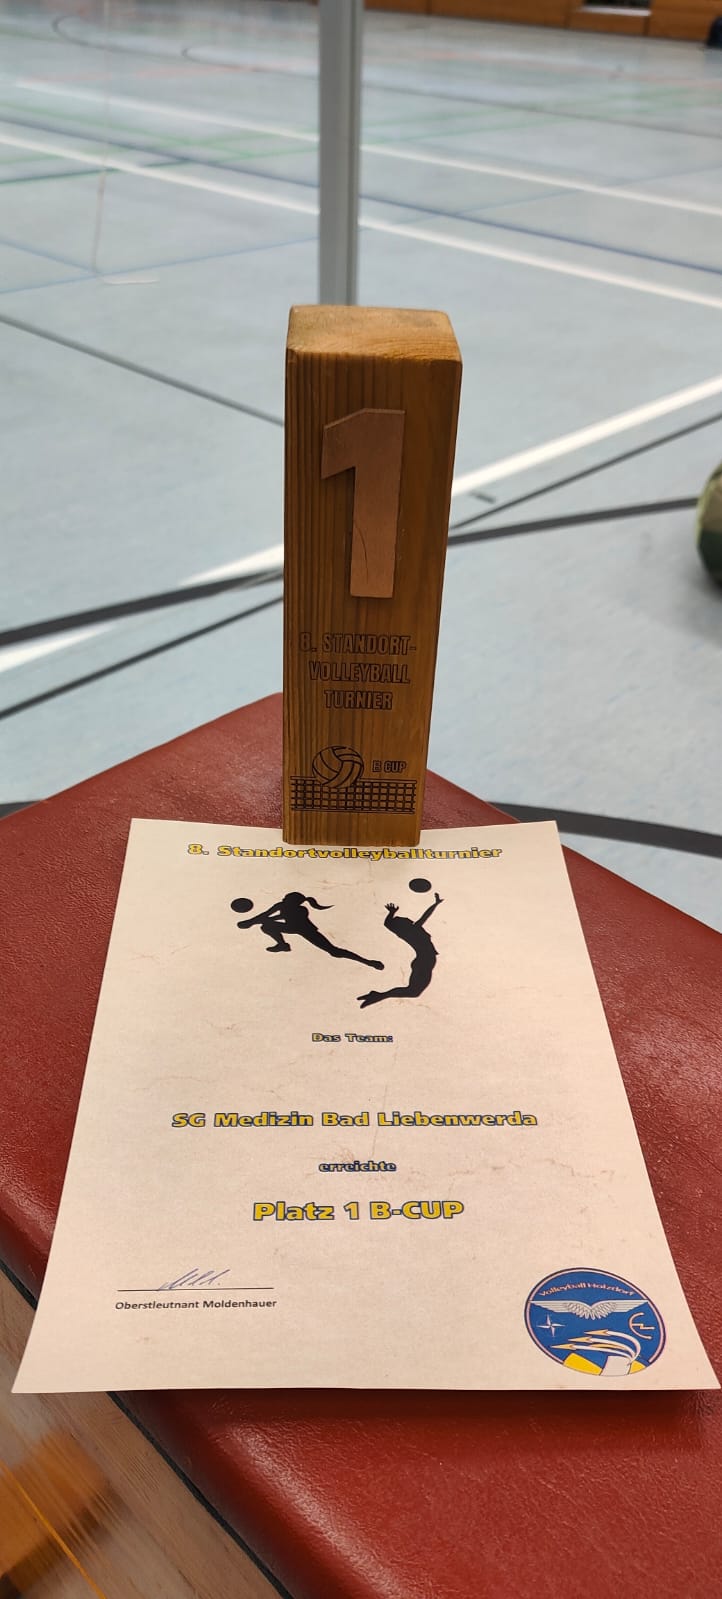 1
8. STANDORT-
VOLLEYBALL
TURNIER
B CUP
8. Standortvolleyballturnier
Das Team:
SG Medizin Bad Liebenwerda
erreichte
Platz 1 B-CUP
Oberstleutnant Moldenhauer
Volleyball Holzdorf